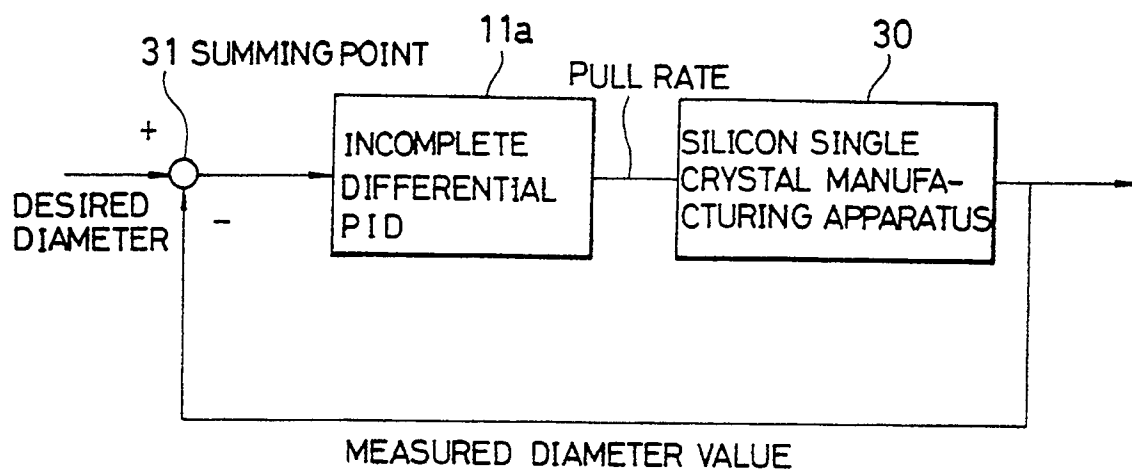 11a
30
31 SUMMING POINT
PULL RATE
+
INCOMPLETE
DIFFERENTIAL
PID
SILICON SINGLE
CRYSTAL MANUFA-
CTURING APPARATUS
DESIRED
DIAMETER
-
MEASURED DIAMETER VALUE